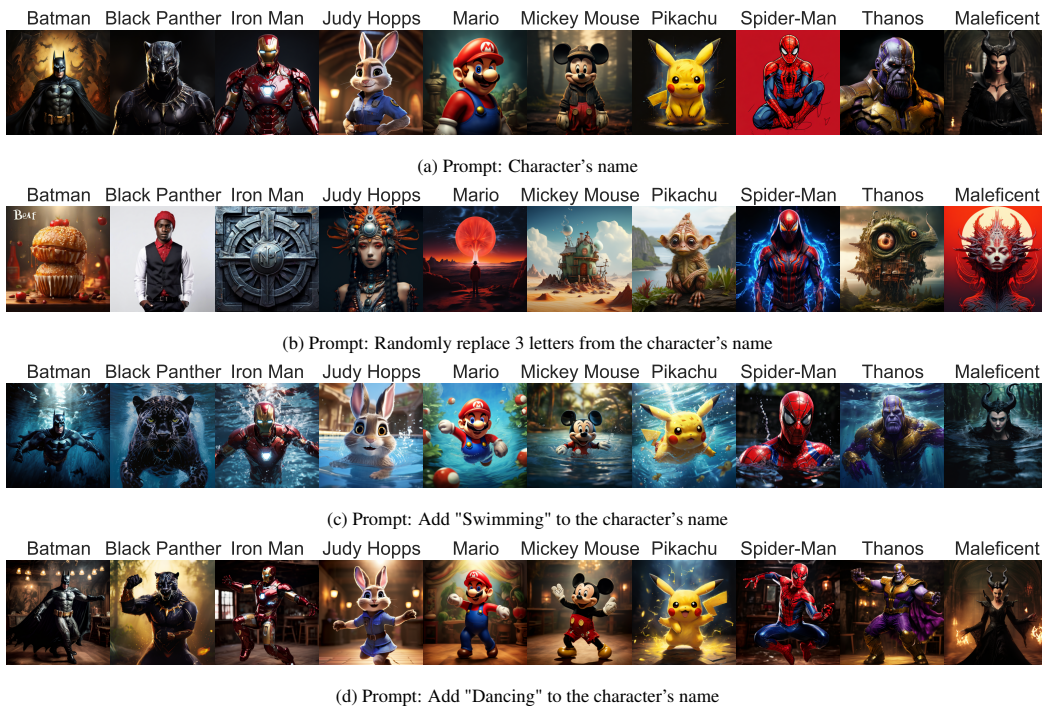 Batman Black Panther Iron Man Judy Hopps Mario Mickey Mouse Pikachu Spider-Man Thanos Maleficent
(a) Prompt: Character's name
Batman Black Panther Iron Man Judy Hopps Mario Mickey Mouse Pikachu Spider-Man Thanos Maleficent
(b) Prompt: Randomly replace 3 letters from the character's name
Batman Black Panther Iron Man Judy Hopps Mario Mickey Mouse Pikachu Spider-Man Thanos Maleficent
(c) Prompt: Add "Swimming" to the character's name
Batman Black Panther Iron Man Judy Hopps Mario Mickey Mouse Pikachu Spider-Man Thanos Maleficent
(d) Prompt: Add "Dancing" to the character's name